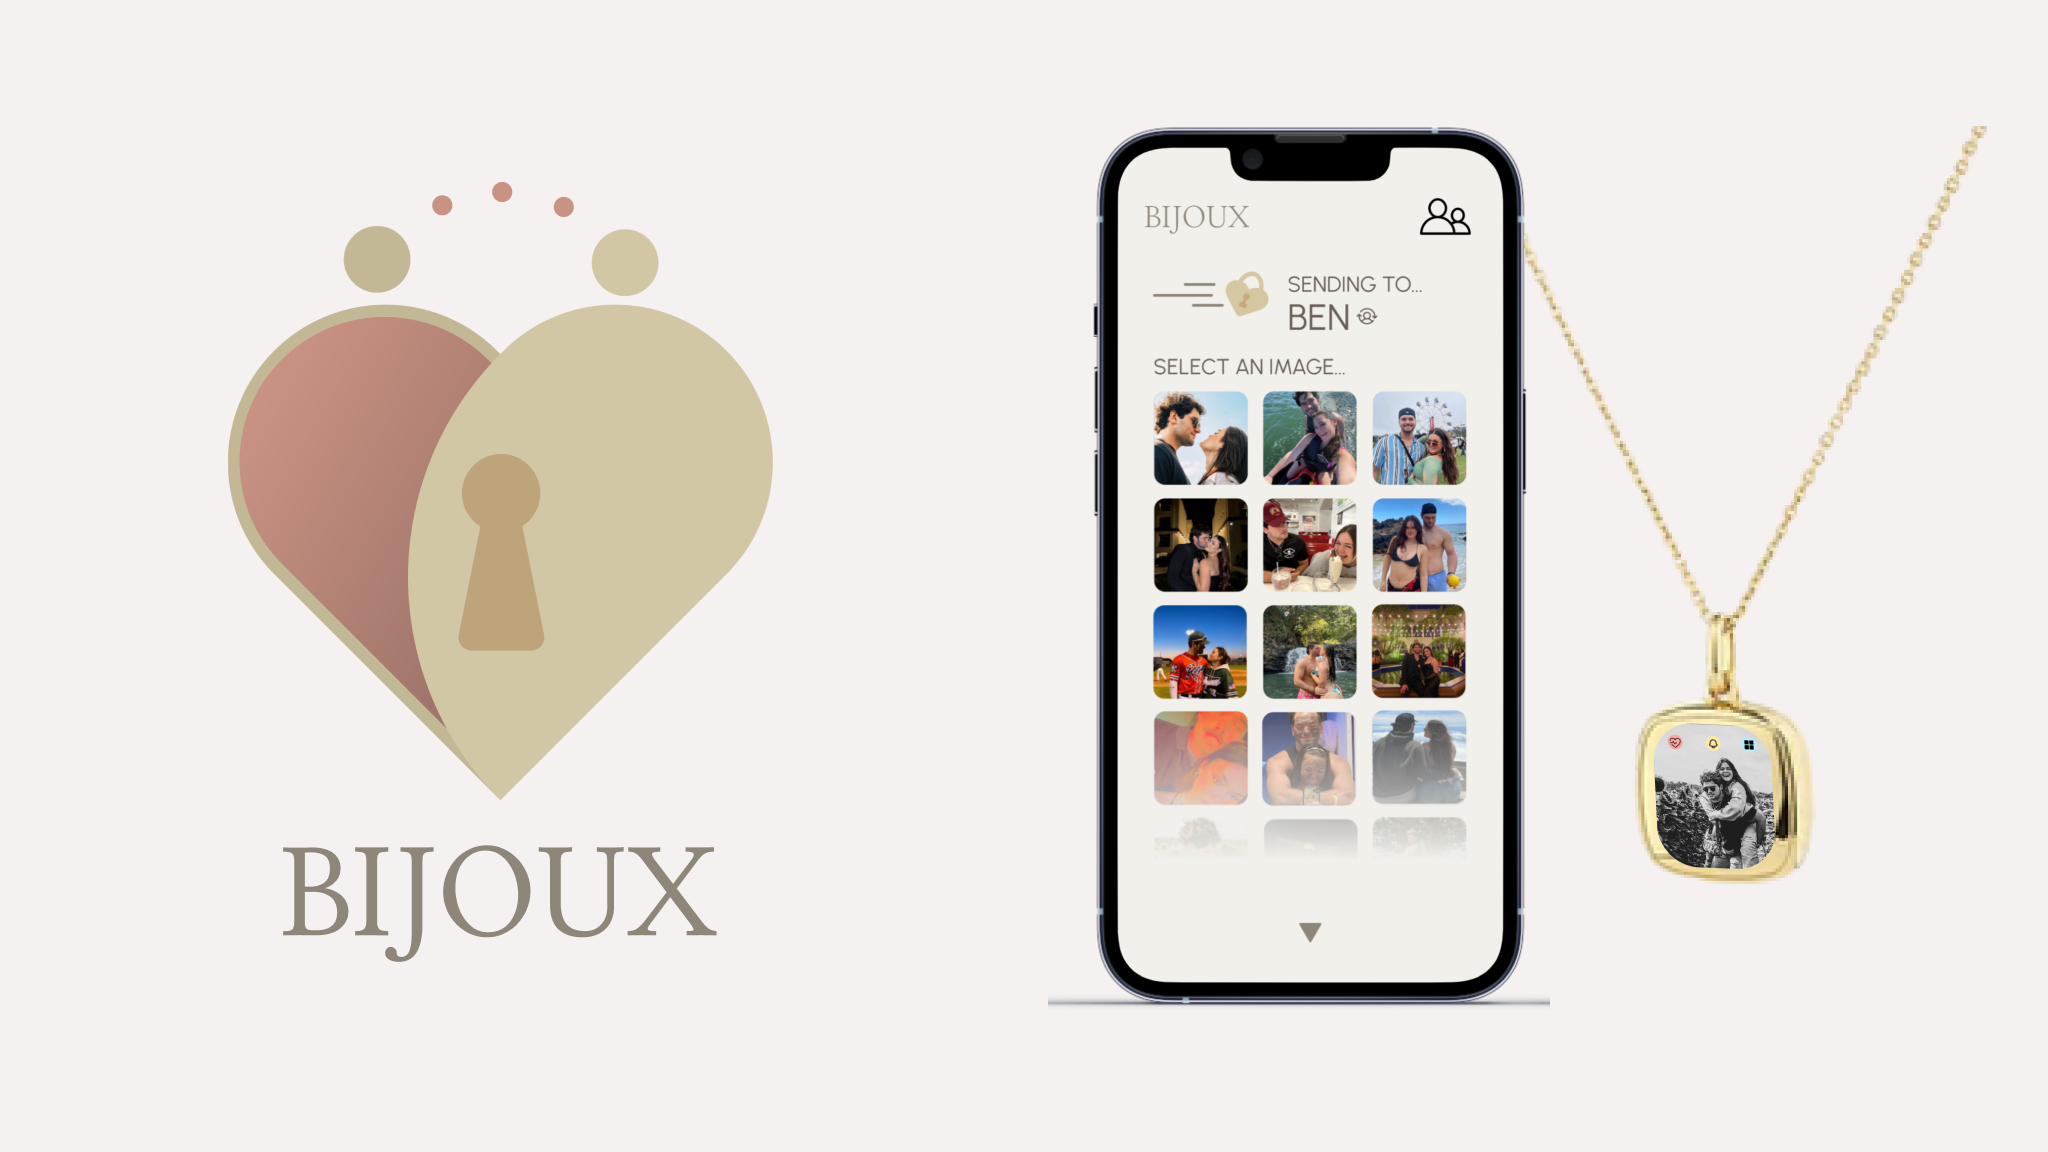 BIJOUX
BIJOUX
SENDING TO...
BEN
SELECT AN IMAGE...